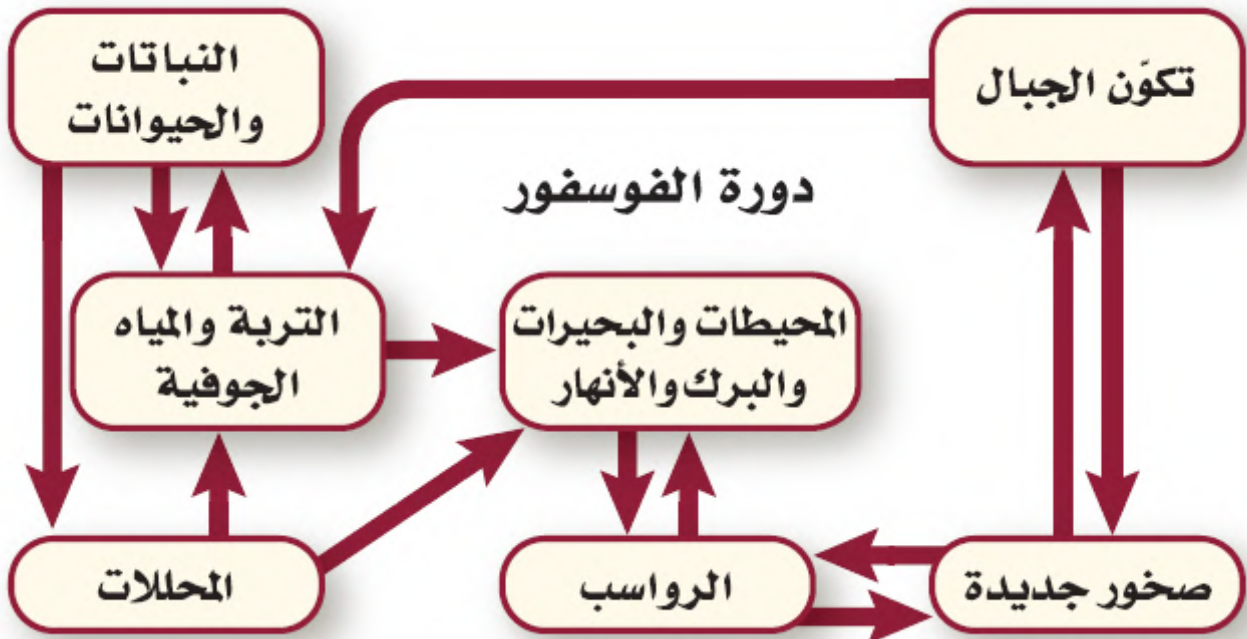 تكوّن الجبال
النباتات
والحيوانات
دورة الفوسفور
المحيطات والبحيرات
والبرك والأنهار
التربة والمياه
الجوفية
صخور جديدة
الرواسب
المحللات